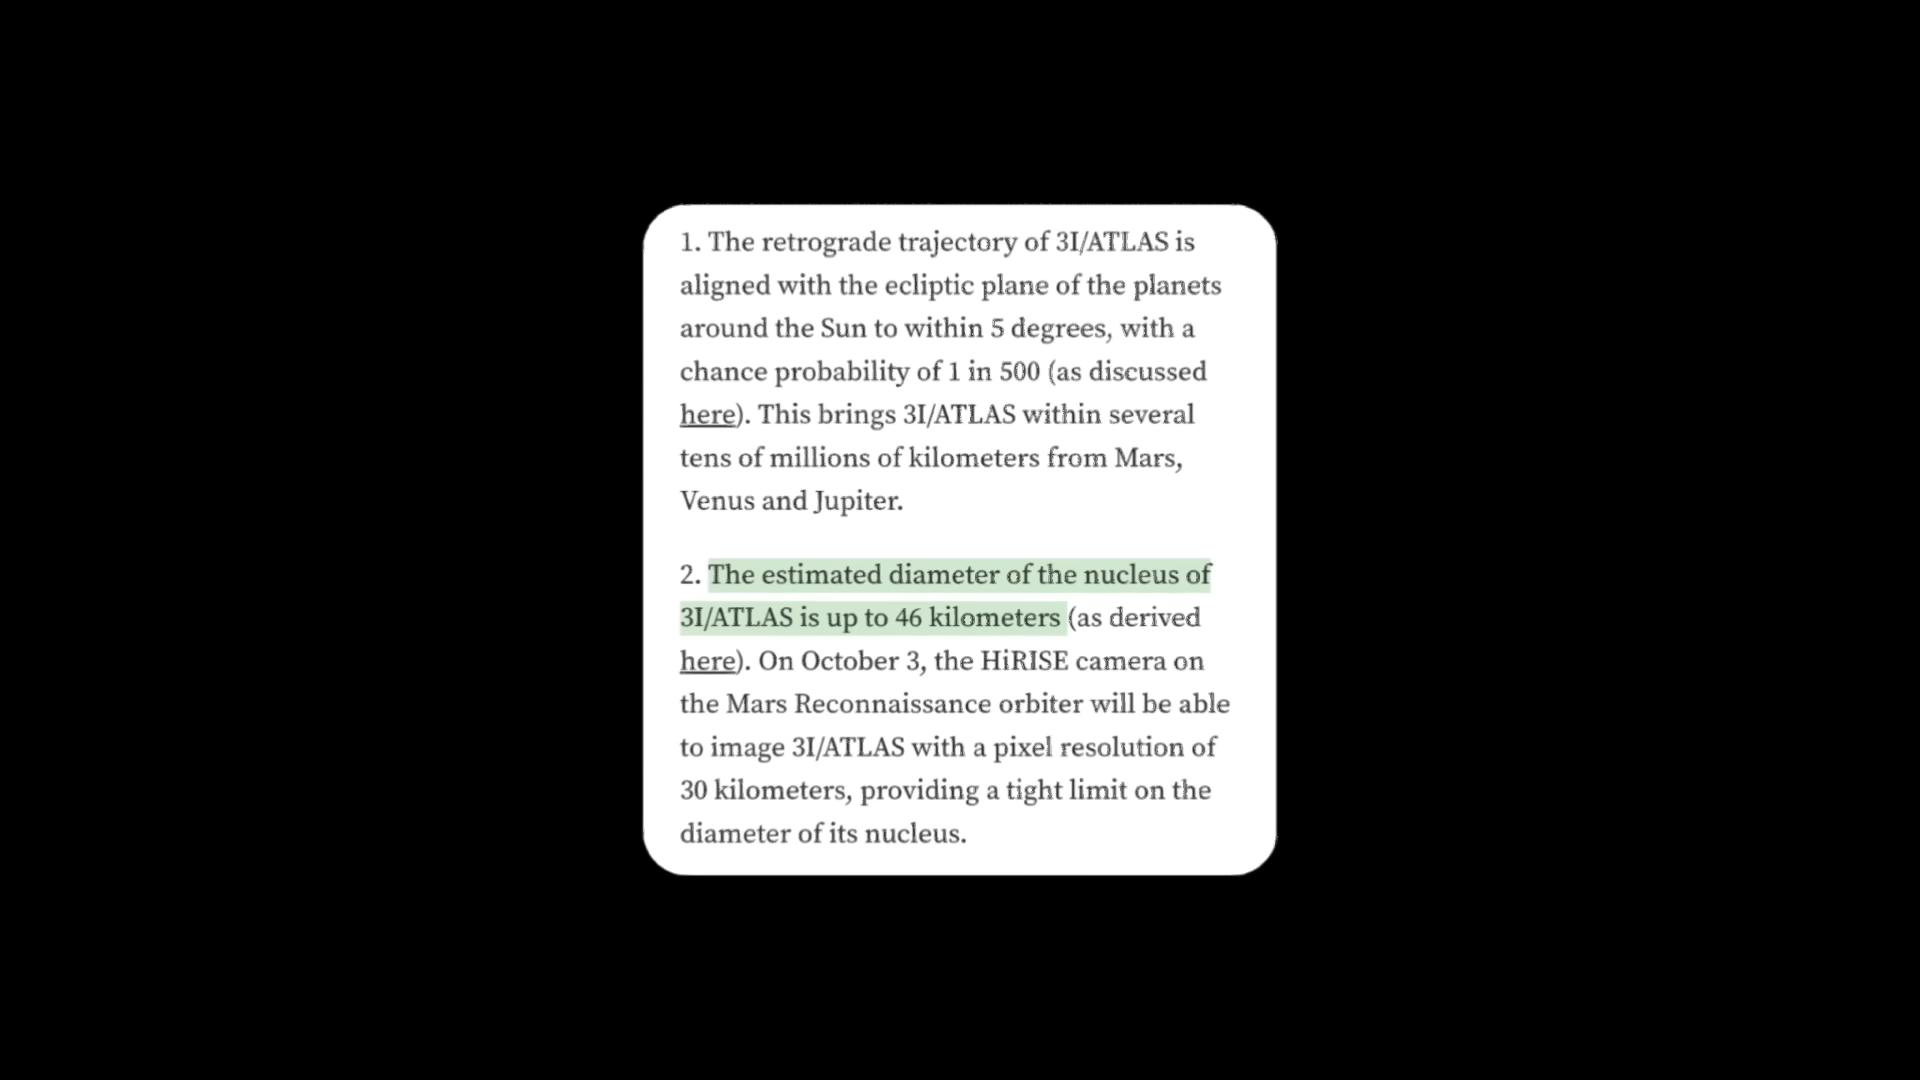 1. The retrograde trajectory of 3I/ATLAS is
aligned with the ecliptic plane of the planets
around the Sun to within 5 degrees, with a
chance probability of 1 in 500 (as discussed
here). This brings 3I/ATLAS within several
tens of millions of kilometers from Mars,
Venus and Jupiter.
2. The estimated diameter of the nucleus of
3I/ATLAS is up to 46 kilometers (as derived
here). On October 3, the HiRISE camera on
the Mars Reconnaissance orbiter will be able
to image 3I/ATLAS with a pixel resolution of
30 kilometers, providing a tight limit on the
diameter of its nucleus.